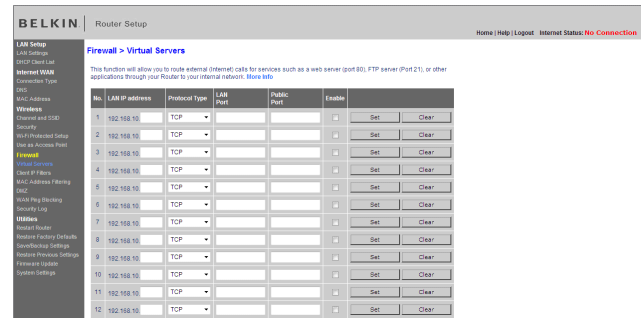 BELKIN. Router Setup
Home | Help | Logout Internet Status: No Connection
LAN Setup
LAN Settings
DHCP Client List
Internet WAN
Connection Type
DNS
MAC Address
Wireless
Channel and SSID
Security
Wi-Fi Protected Setup
Use as Access Point
Firewall
Virtual Servers
Client IP Filters
MAC Address Filtering
DMZ
WAN Ping Blocking
Security Log
Utilities
Restart Router
Restore Factory Defaults
Save/Backup Settings
Restore Previous Settings
Firmware Update
System Settings
Firewall > Virtual Servers
This function will allow you to route external (Internet) calls for services such as a web server (port 80), FTP server (Port 21), or other
applications through your Router to your internal network. More Info
No. LAN IP address Protocol Type LAN Port Public Port Enable
1 192.168.10. TCP Set Clear
2 192.168.10. TCP Set Clear
3 192.168.10. TCP Set Clear
4 192.168.10. TCP Set Clear
5 192.168.10. TCP Set Clear
6 192.168.10. TCP Set Clear
7 192.168.10. TCP Set Clear
8 192.168.10. TCP Set Clear
9 192.168.10. TCP Set Clear
10 192.168.10. TCP Set Clear
11 192.168.10. TCP Set Clear
12 192.168.10. TCP Set Clear